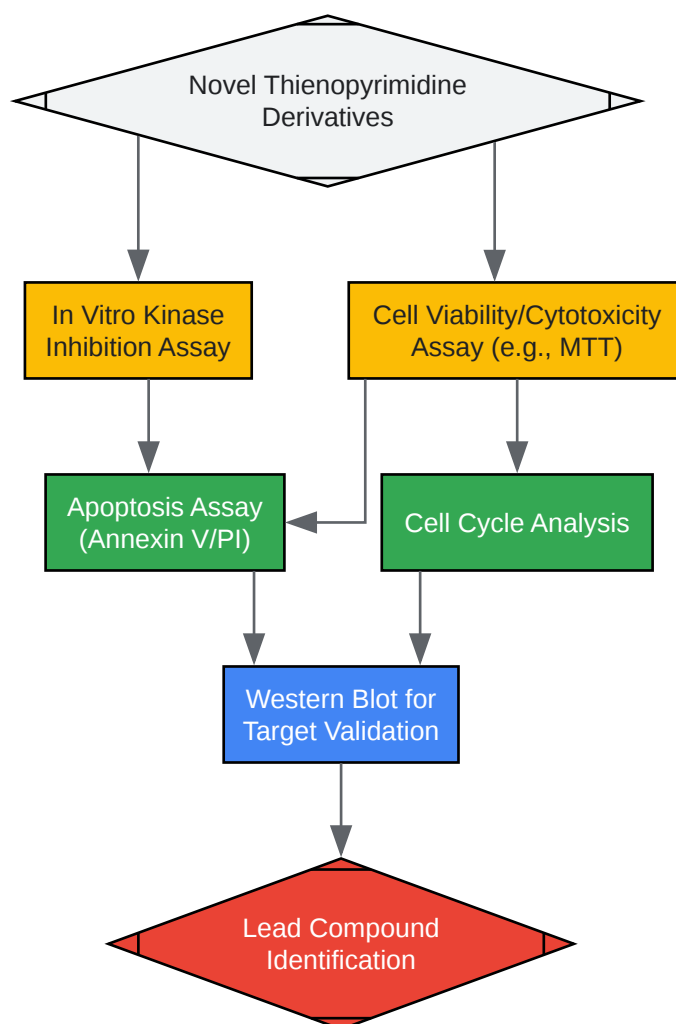 Novel Thienopyrimidine
Derivatives
In Vitro Kinase
Inhibition Assay
Cell Viability/Cytotoxicity
Assay (e.g., MTT)
Apoptosis Assay
(Annexin V/PI)
Cell Cycle Analysis
Western Blot for
Target Validation
Lead Compound
Identification